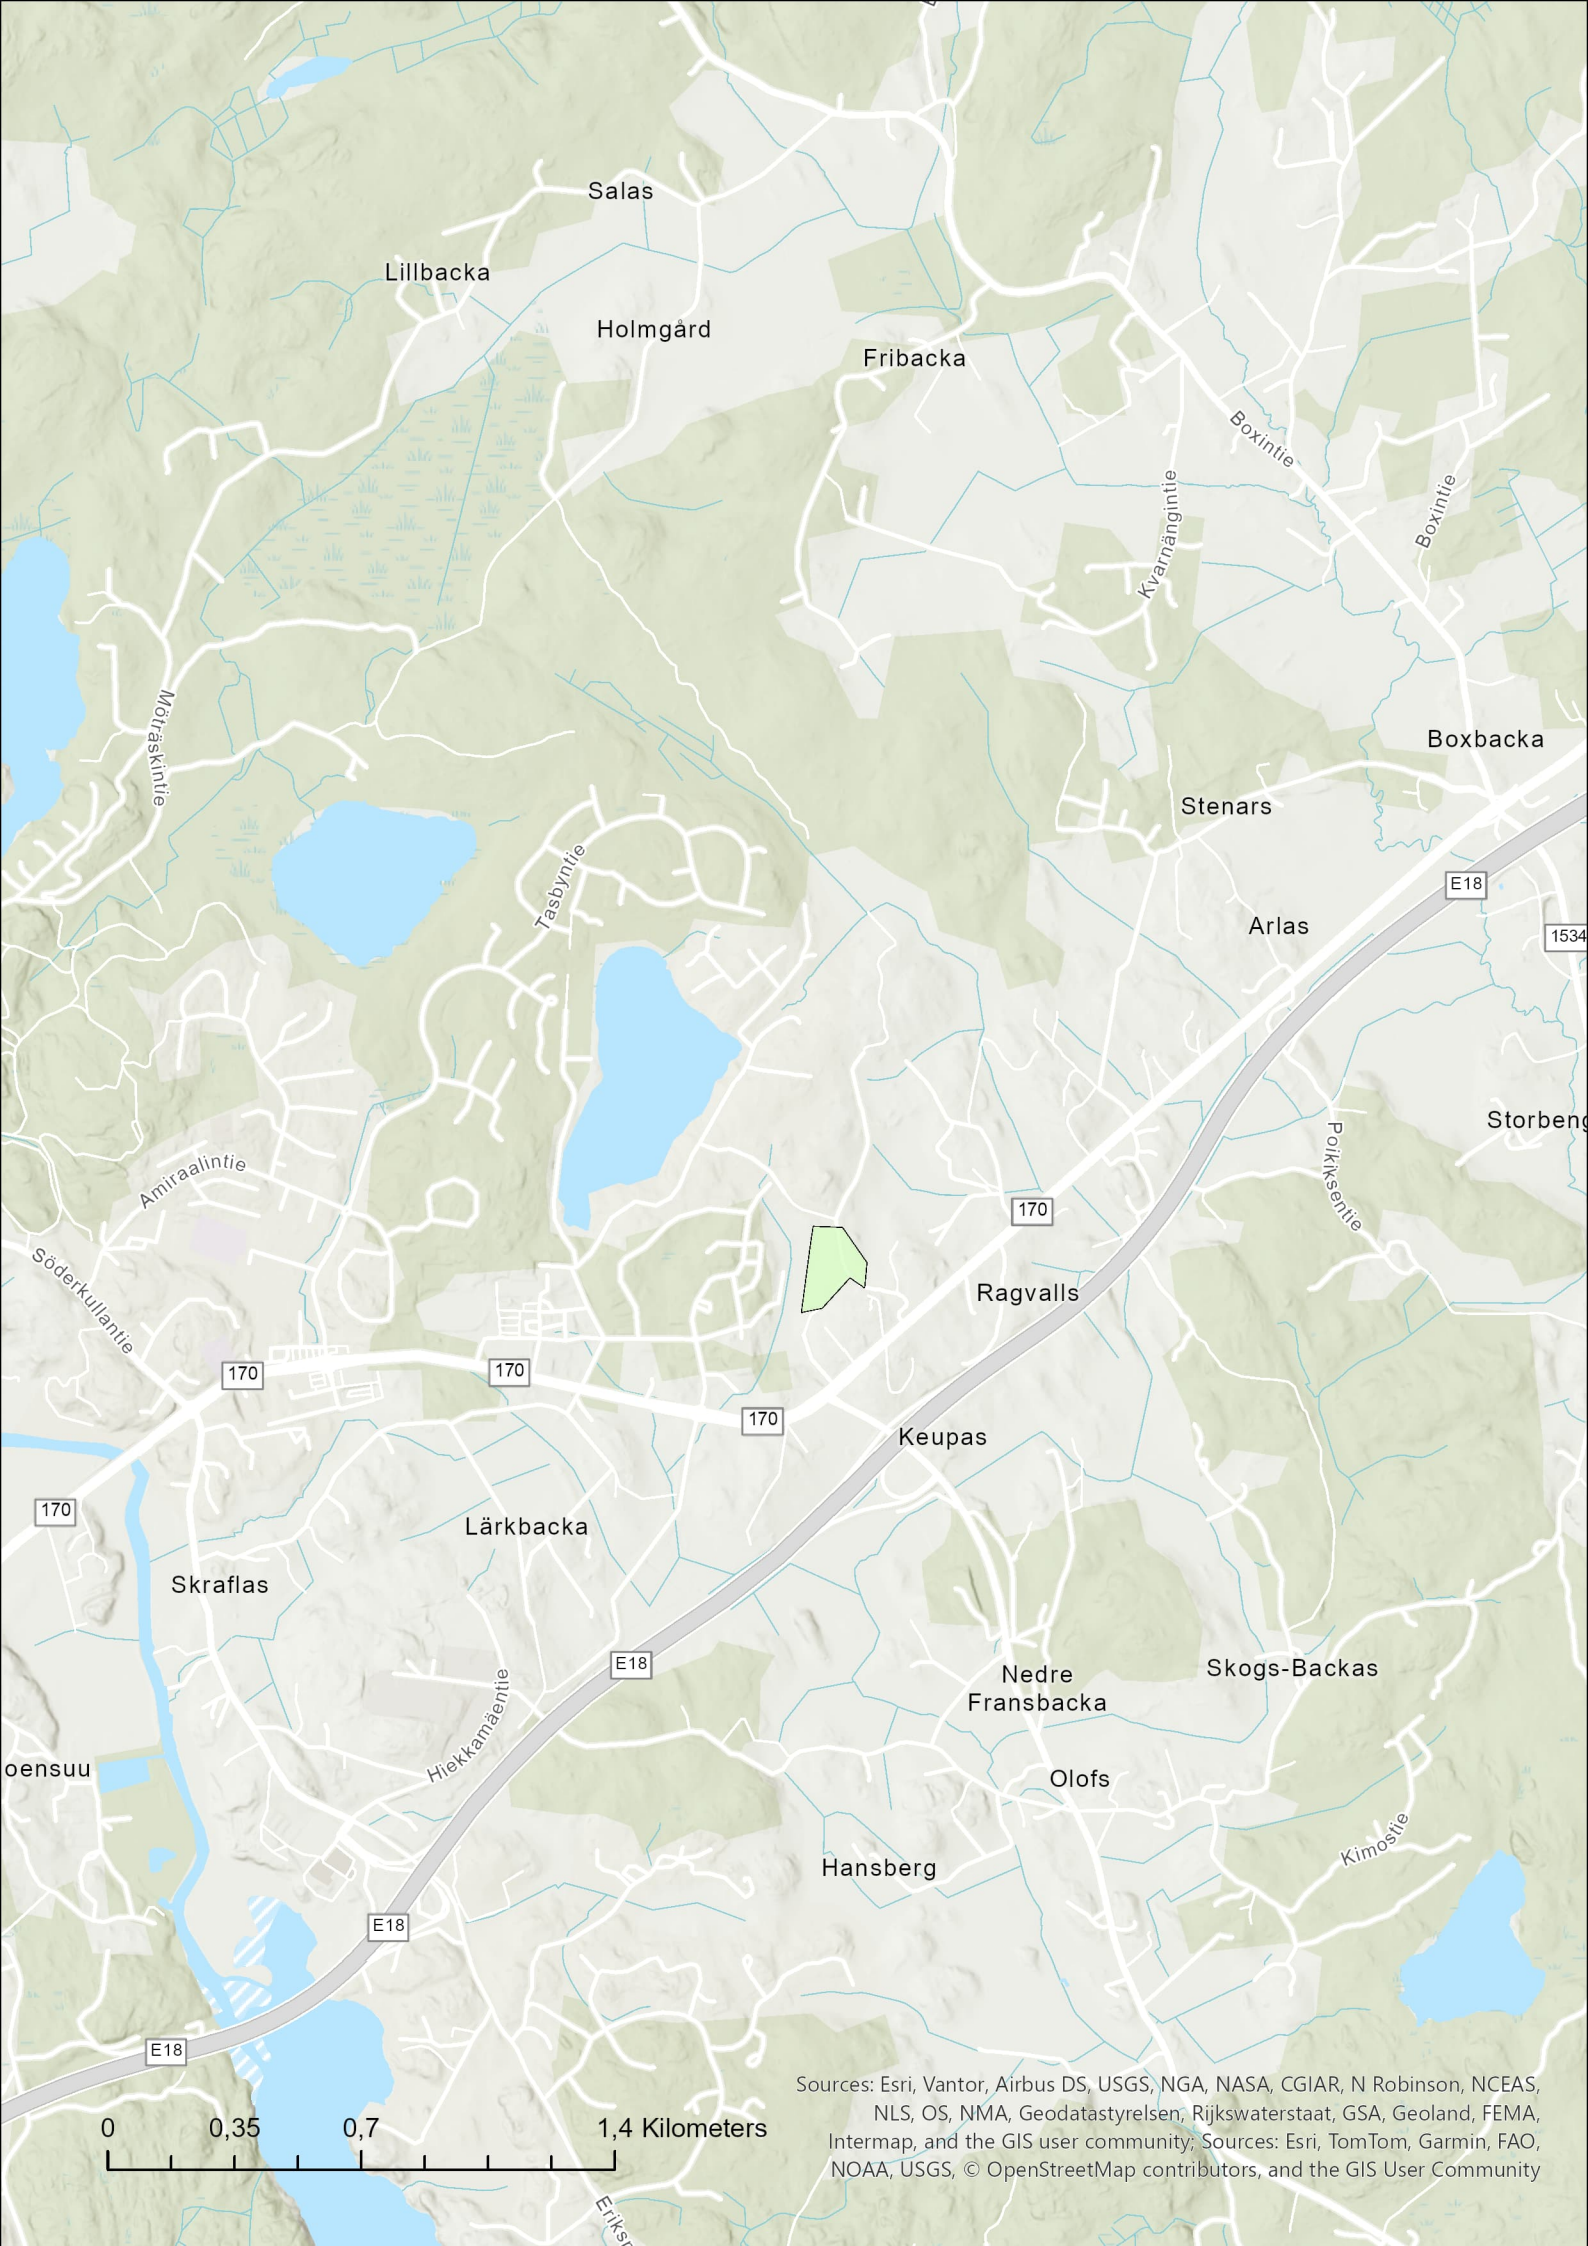 Salas
Lillbacka
Holmgård
Fribacka
Boxintie
Kvarnängintie
Boxintie
Möträskintie
Boxbacka
Stenars
Tasbyntie
E18
Arlas
1534
Storbeng
Poikiksentie
Amiraalintie
170
Söderkullantie
Ragvalls
170
170
170
Keupas
170
Lärkbacka
Skraflas
E18
Nedre
Fransbacka
Skogs-Backas
Hiekkamäentie
oensuu
Olofs
Kimostie
Hansberg
E18
E18
Sources: Esri, Vantor, Airbus DS, USGS, NGA, NASA, CGIAR, N Robinson, NCEAS,
NLS, OS, NMA, Geodatastyrelsen, Rijkswaterstaat, GSA, Geoland, FEMA,
Intermap, and the GIS user community; Sources: Esri, TomTom, Garmin, FAO,
NOAA, USGS, © OpenStreetMap contributors, and the GIS User Community
0 0,35 0,7 1,4 Kilometers